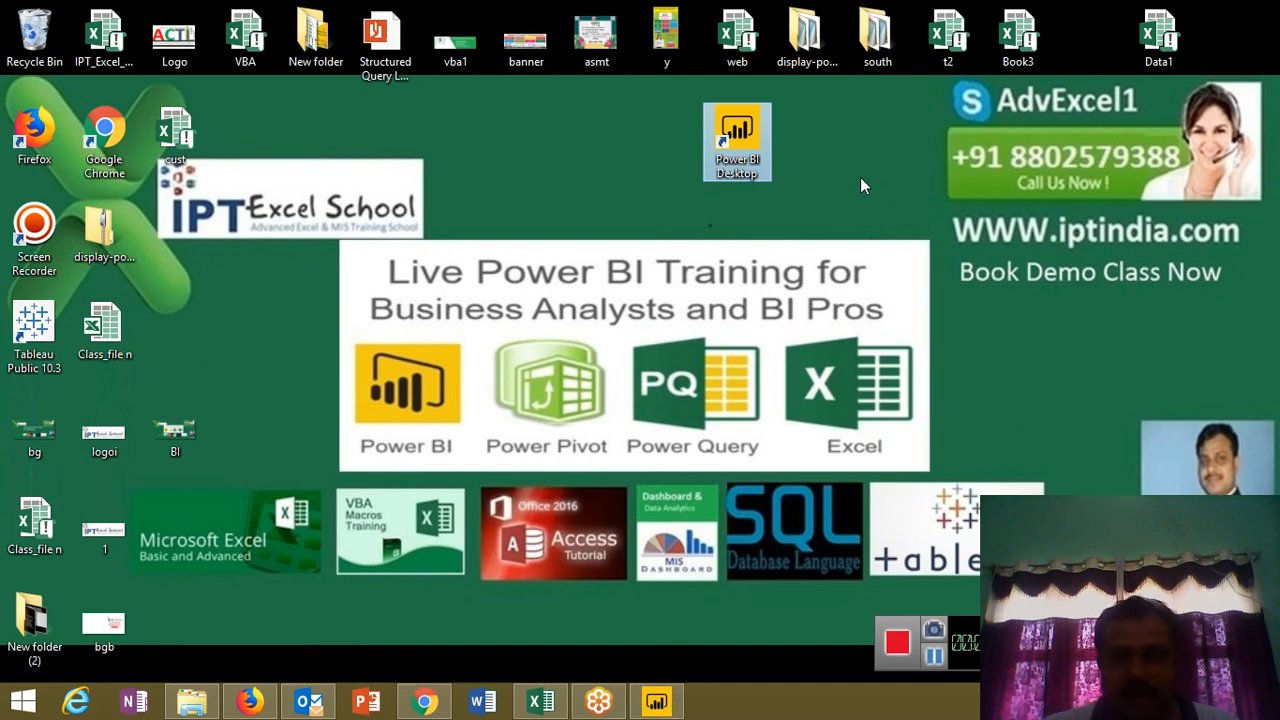 Recycle Bin
IPT_Excel_...
Logo
ACTI
VBA
New folder
Structured
Query L...
vba1
banner
asmt
y
web
display-po...
south
t2
Book3
Data1
Firefox
Google
Chrome
cust
Power BI
Desktop
AdvExcel1
+91 8802579388
Call Us Now !
IPT Excel School
Advanced Excel & MIS Training School
WWW.iptindia.com
Book Demo Class Now
Screen
Recorder
display-po...
Live Power BI Training for
Business Analysts and BI Pros
Tableau
Public 10.3
Class_file n
PQ
X
Power BI
Power Pivot
Power Query
Excel
bg
logoi
BI
Class_file n
1
Microsoft Excel
Basic and Advanced
VBA
Macros
Training
Office 2016
Access
Tutorial
Dashboard &
Data Analytics
MIS
DASHBOARD
SQL
Database Language
+able
New folder
(2)
bgb